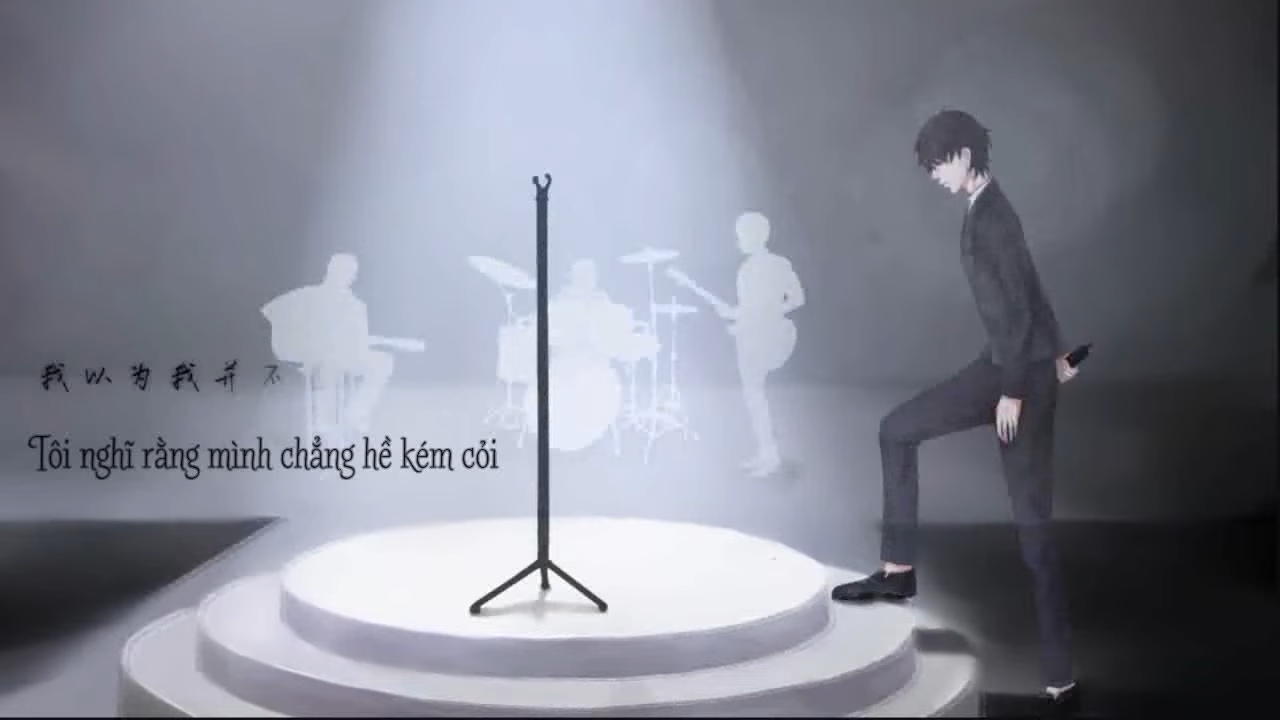 我以为我并不
Tôi nghĩ rằng mình chẳng hề kém cỏi